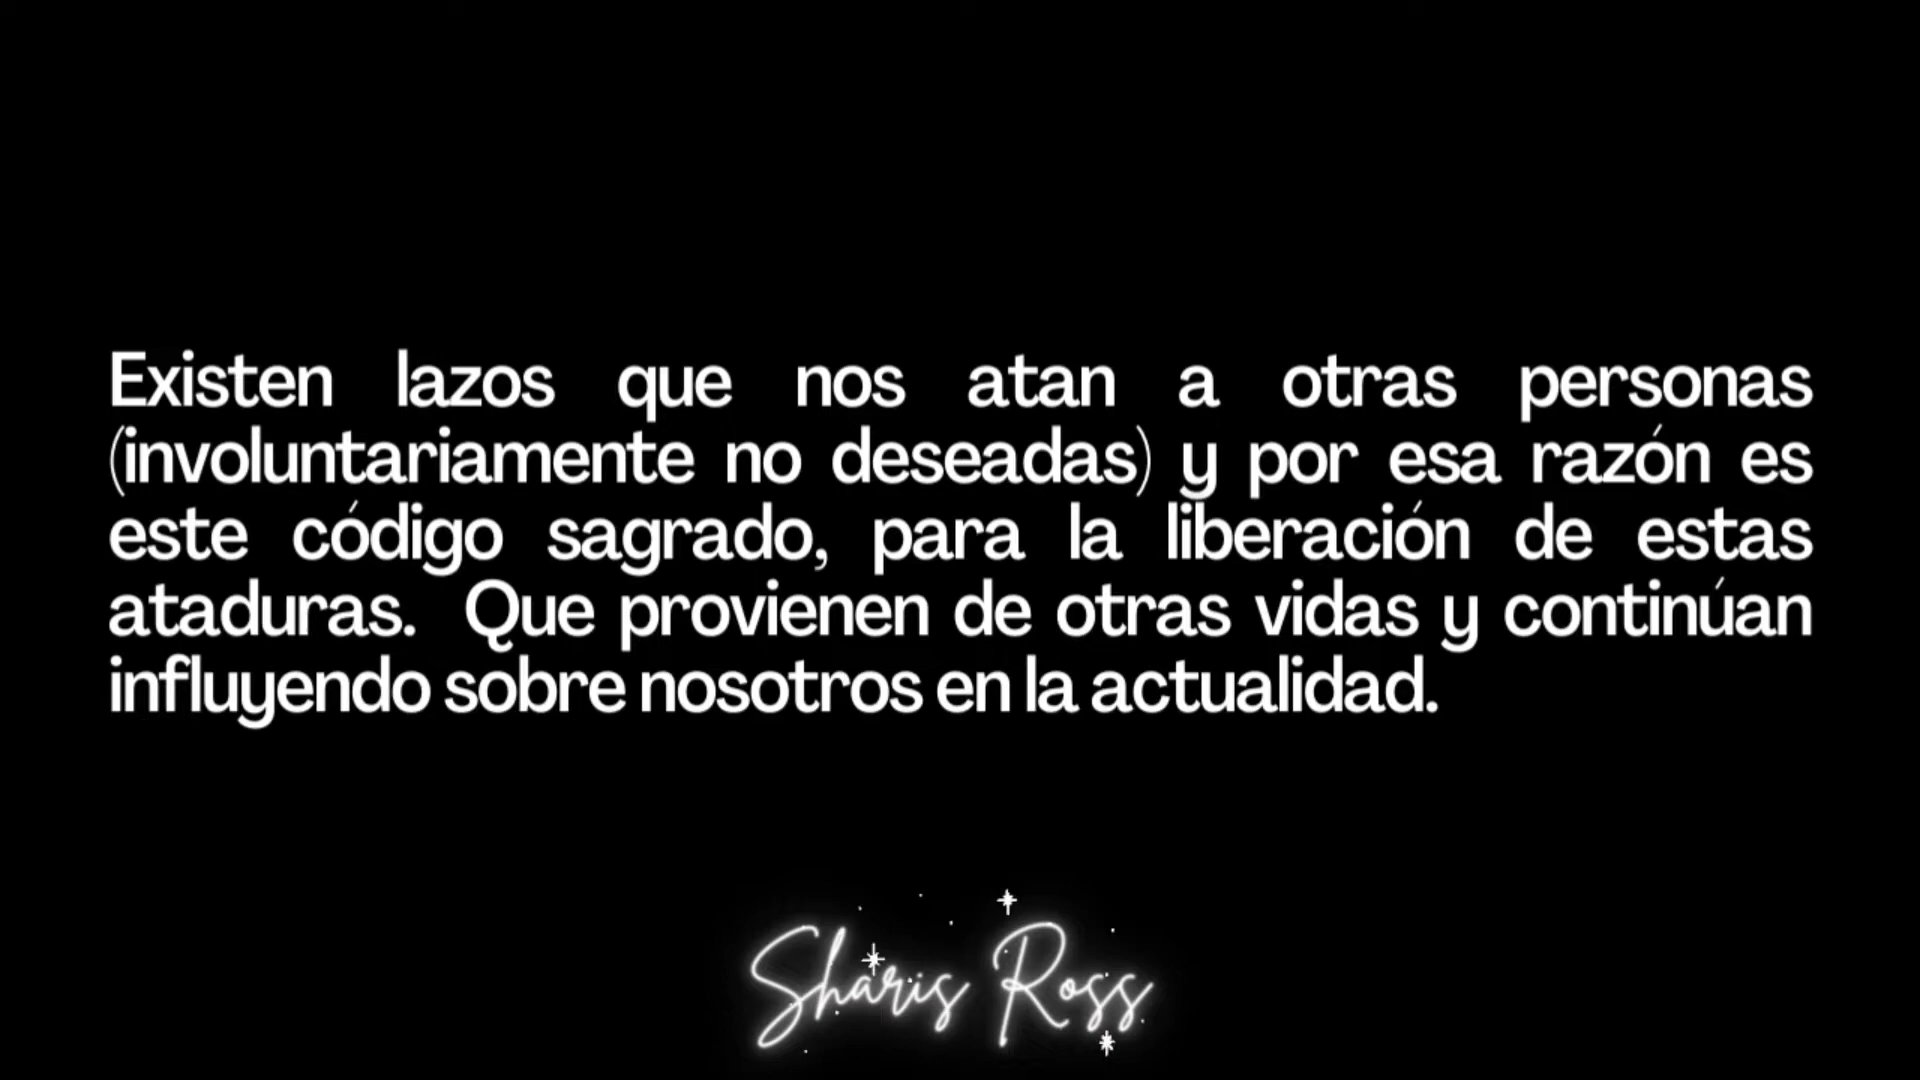 Existen lazos que nos atan a otras personas
(involuntariamente no deseadas) y por esa razón es
este código sagrado, para la liberación de estas
ataduras. Que provienen de otras vidas y continúan
influyendo sobre nosotros en la actualidad.
Sharis Ross